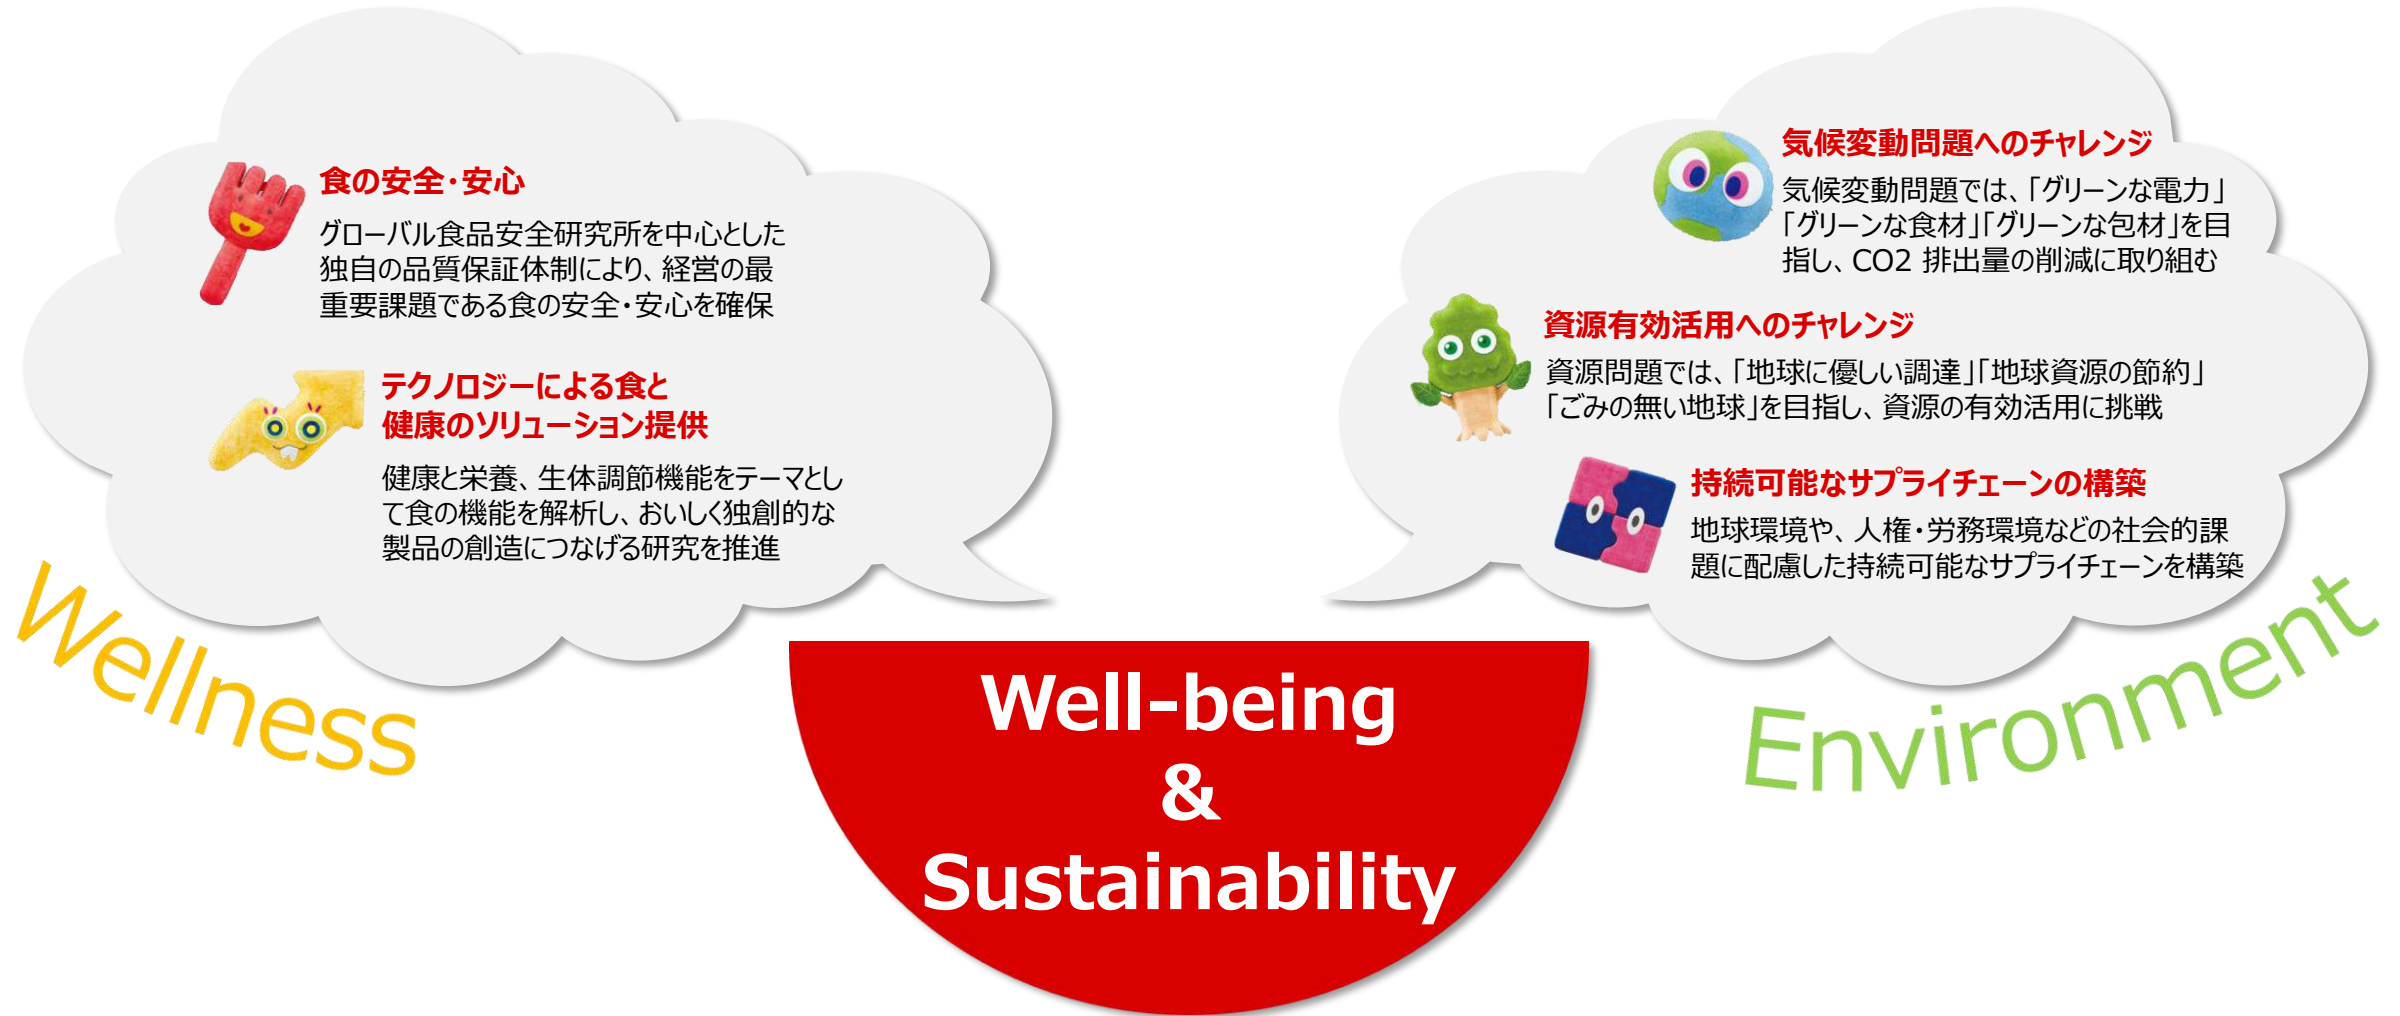 食の安全・安心
グローバル食品安全研究所を中心とした
独自の品質保証体制により、経営の最
重要課題である食の安全・安心を確保
テクノロジーによる食と
健康のソリューション提供
健康と栄養、生体調節機能をテーマとし
て食の機能を解析し、おいしく独創的な
製品の創造につなげる研究を推進
Wellness
気候変動問題へのチャレンジ
気候変動問題では、「グリーンな電力」
「グリーンな食材」「グリーンな包材」を目
指し、CO2 排出量の削減に取り組む
資源有効活用へのチャレンジ
資源問題では、「地球に優しい調達」「地球資源の節約」
「ごみの無い地球」を目指し、資源の有効活用に挑戦
持続可能なサプライチェーンの構築
地球環境や、人権・労務環境などの社会的課
題に配慮した持続可能なサプライチェーンを構築
Environment
Well-being
&
Sustainability